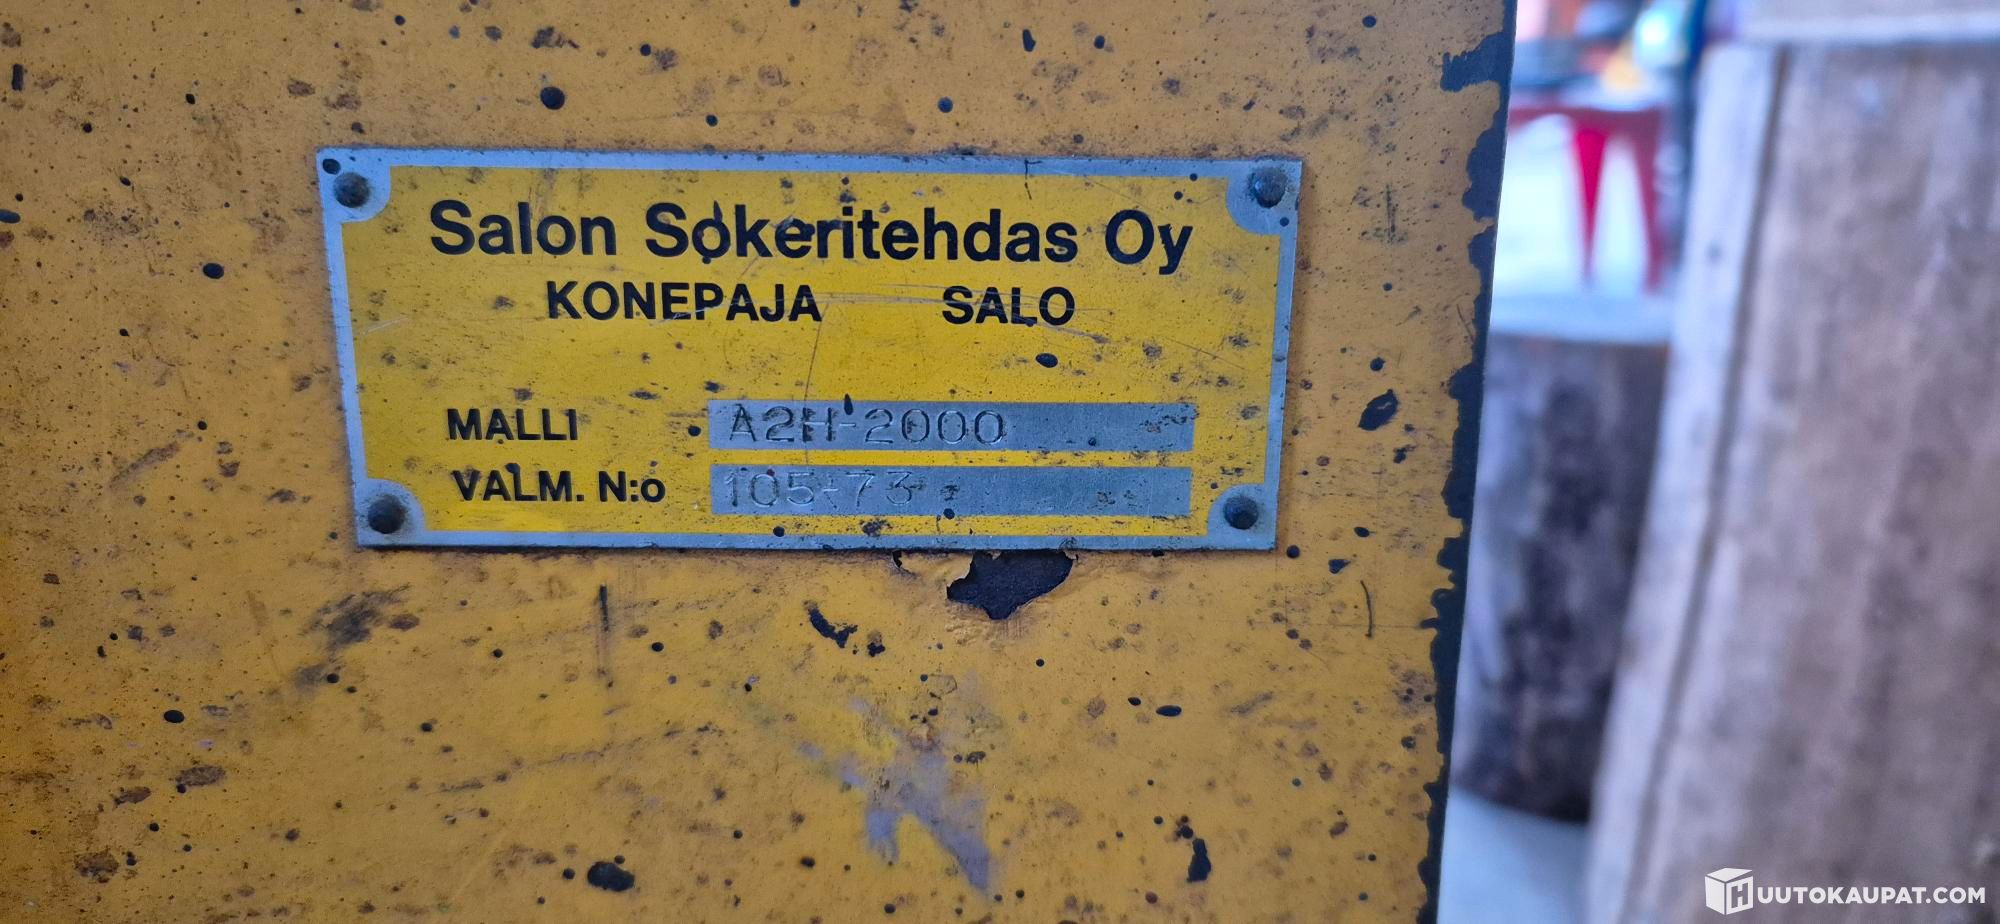 Salon Sokeritehdas Oy
KONEPAJA SALO
MALLI A2H-2000
VALM. N:o 105-73
HUUTOKAUPAT.COM